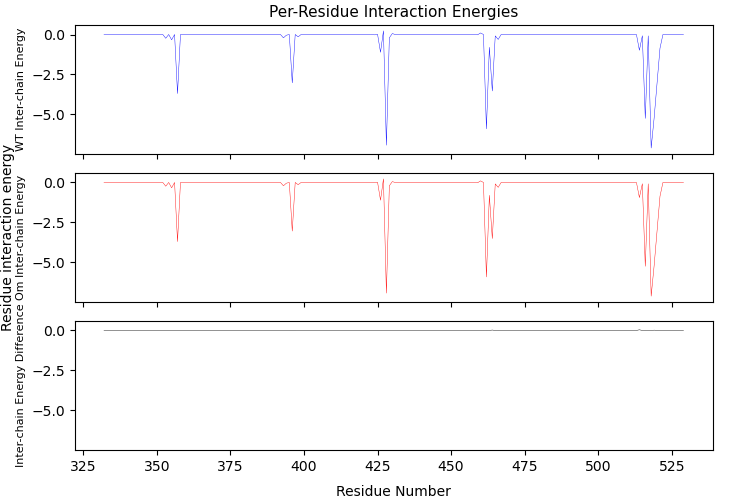 Per-Residue Interaction Energies
WT Inter-chain Energy
0.0
−2.5
−5.0
Residue interaction energy
Om Inter-chain Energy
0.0
−2.5
−5.0
Inter-chain Energy Difference
0.0
−2.5
−5.0
325 350 375 400 425 450 475 500 525
Residue Number